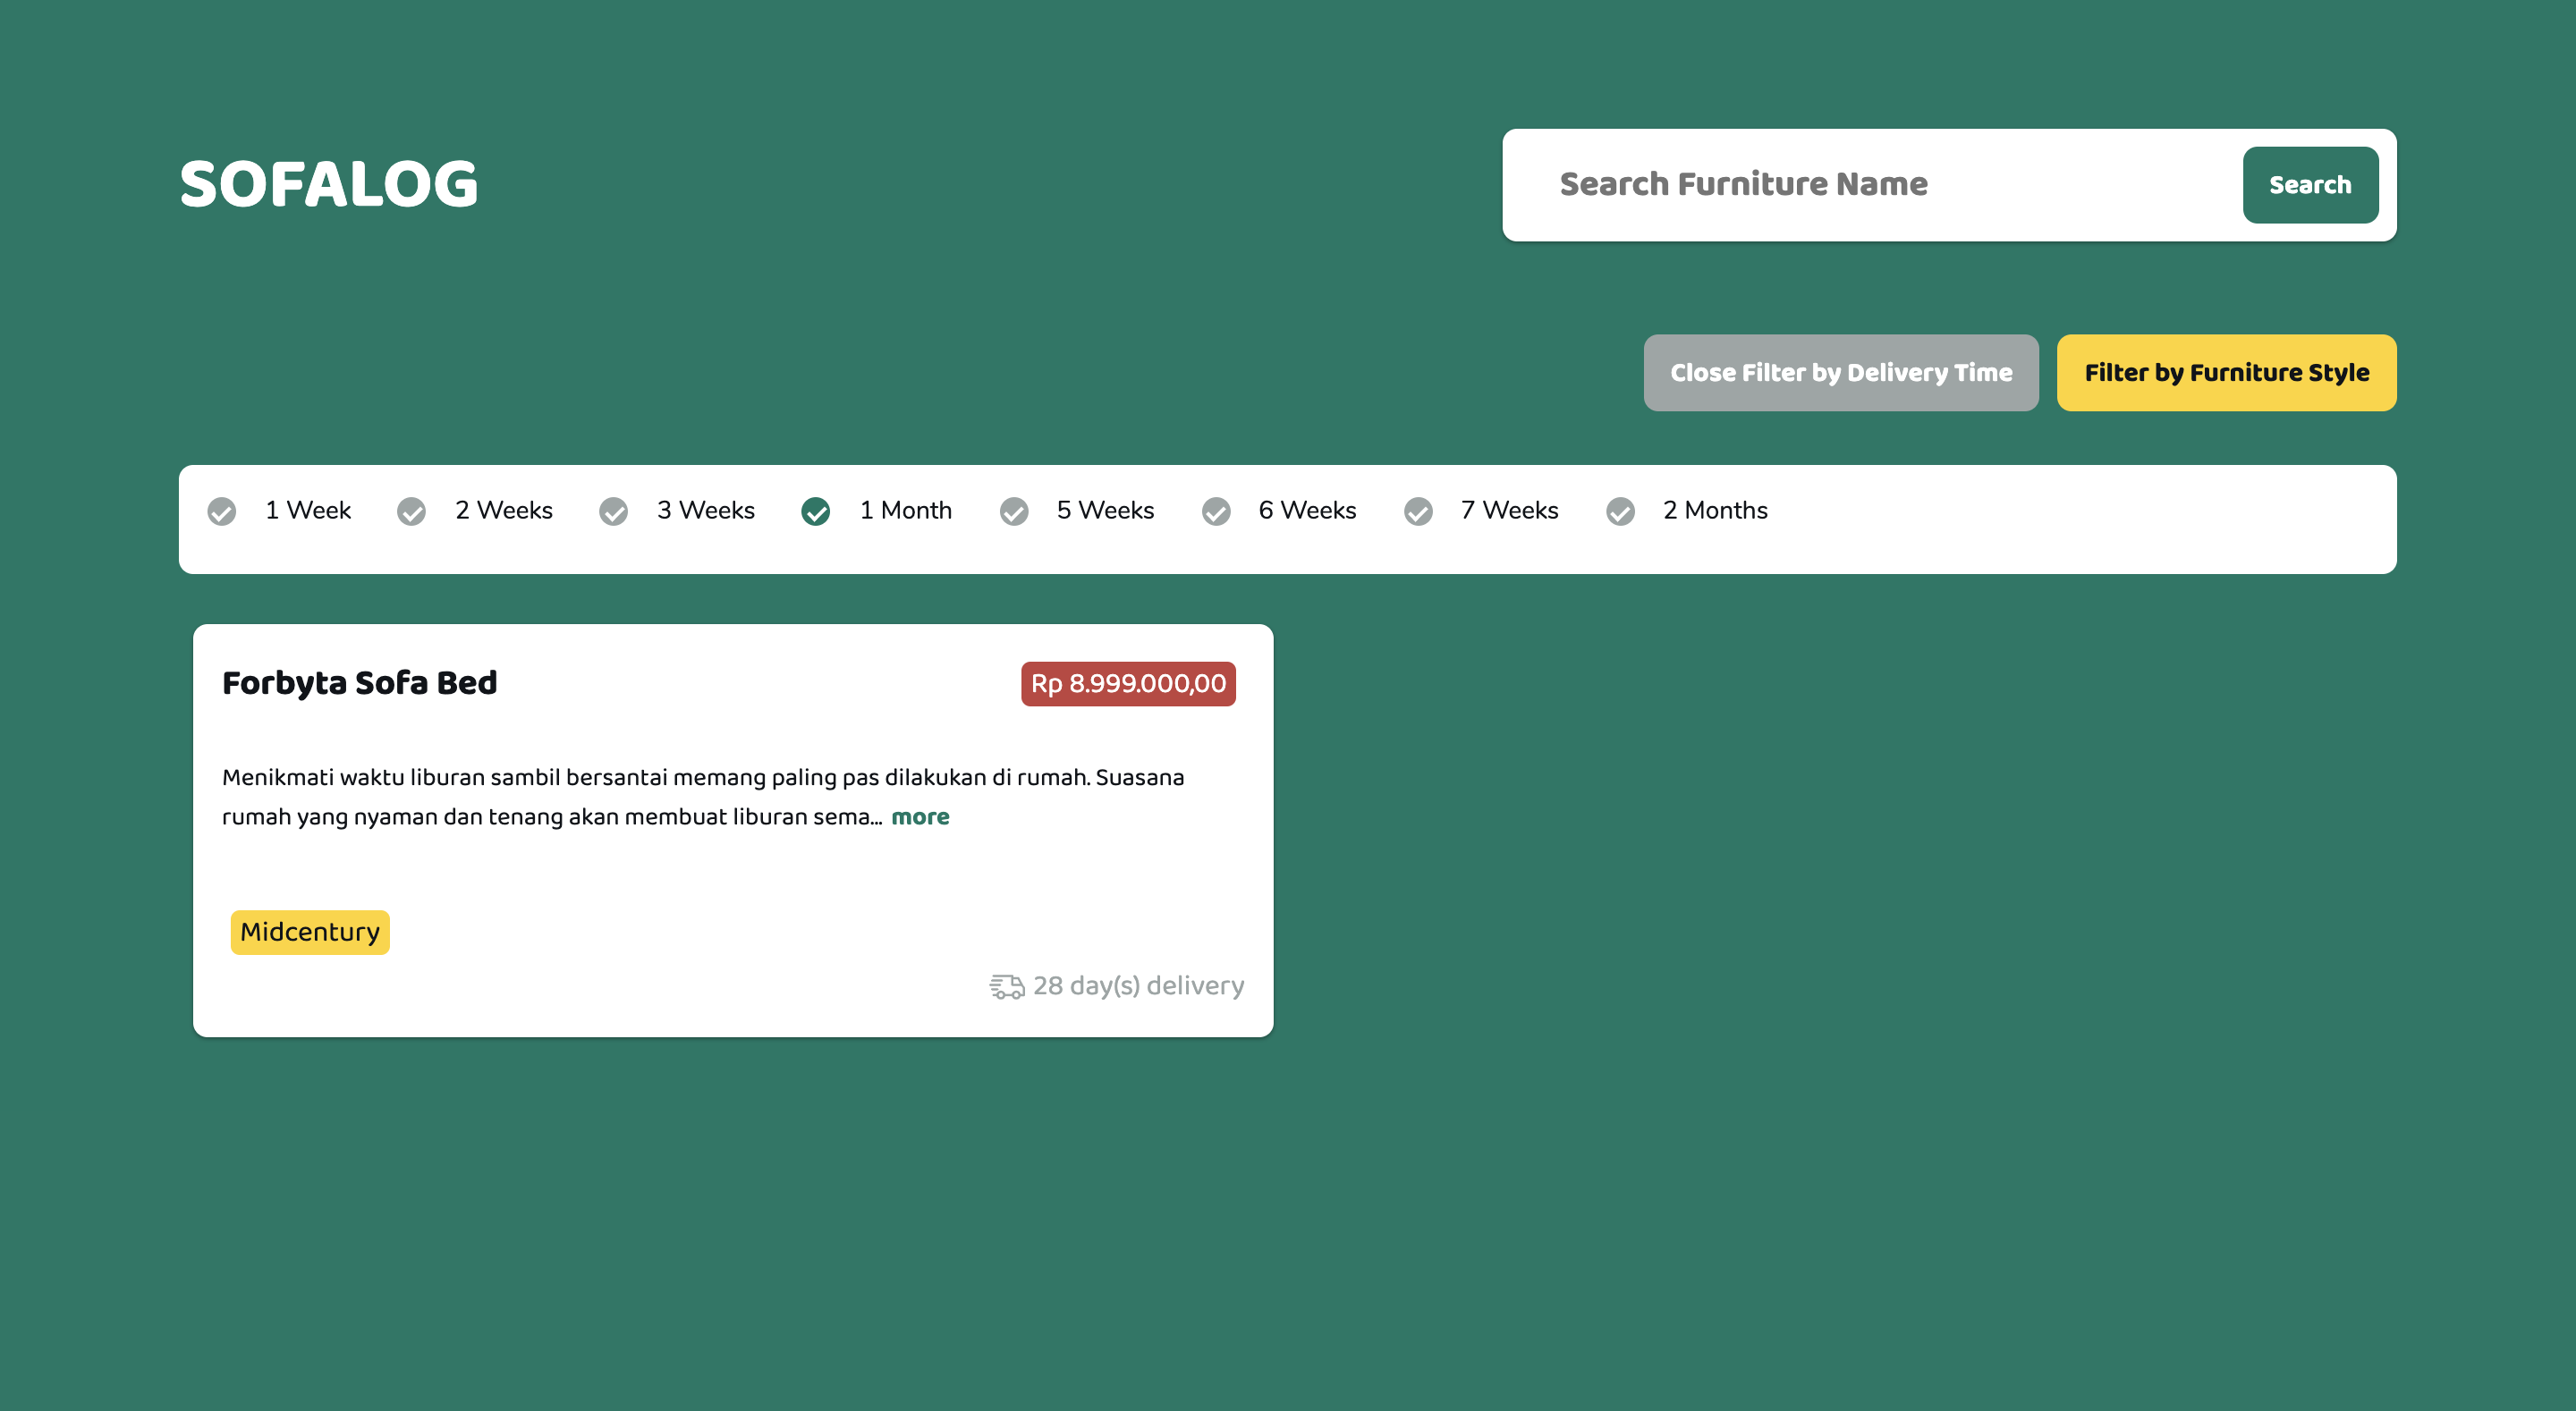 SOFALOG
Search Furniture Name
Search
Close Filter by Delivery Time
Filter by Furniture Style
1 Week
2 Weeks
3 Weeks
1 Month
5 Weeks
6 Weeks
7 Weeks
2 Months
Forbyta Sofa Bed
Rp 8.999.000,00
Menikmati waktu liburan sambil bersantai memang paling pas dilakukan di rumah. Suasana
rumah yang nyaman dan tenang akan membuat liburan sema... more
Midcentury
28 day(s) delivery